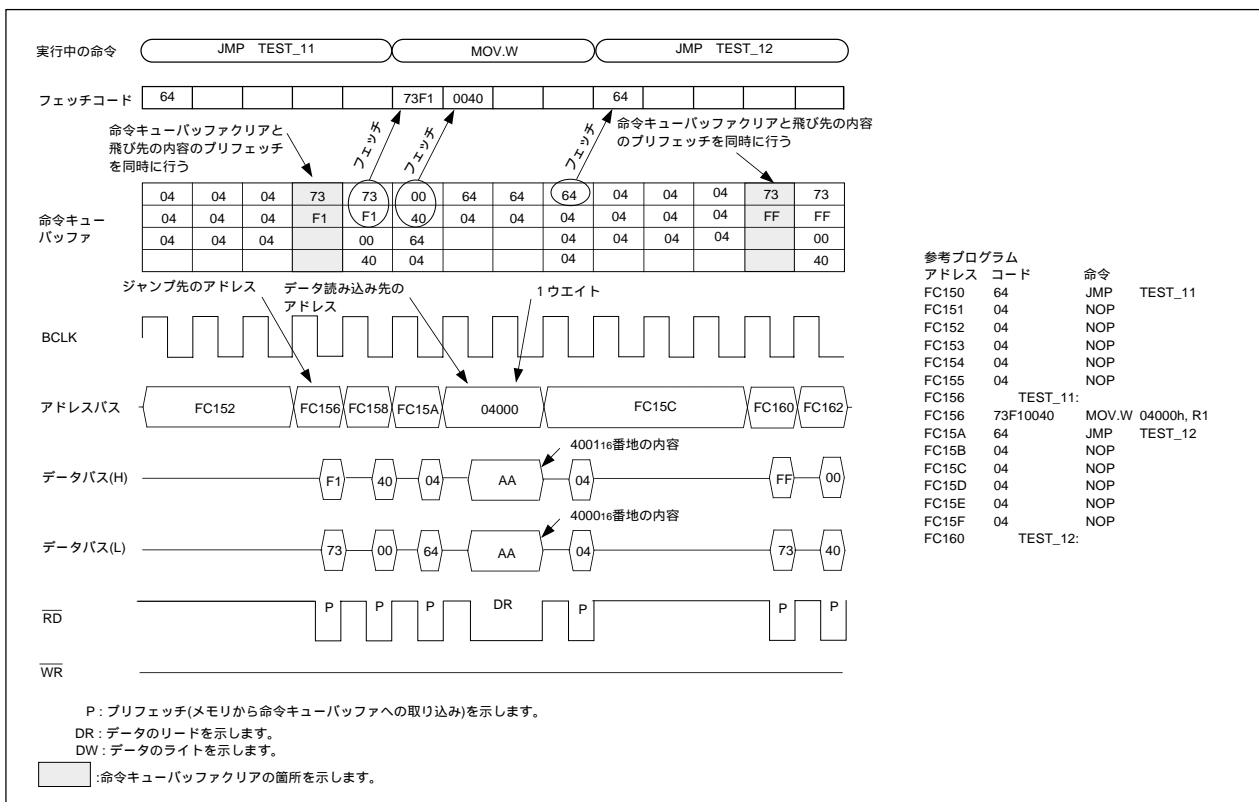 実行中の命令 JMP TEST_11 MOV.W JMP TEST_12
フェッチコード 64 73F1 0040 64
命令キューバッファクリアと
飛び先の内容のプリフェッチ
を同時に行う
フェッチ
フェッチ
フェッチ
命令キューバッファクリアと飛び先の内容
のプリフェッチを同時に行う
命令キュー
バッファ
04 04 04 73 73 00 64 64 64 04 04 04 73 73
04 04 04 F1 F1 40 04 04 04 04 04 04 FF FF
04 04 04 00 64 04 04 04 04 00
40 04 04 40
ジャンプ先のアドレス
データ読み込み先の
アドレス
1ウエイト
BCLK
アドレスバス FC152 FC156 FC158 FC15A 04000 FC15C FC160 FC162
400116番地の内容
データバス(H) F1 40 04 AA 04 FF 00
400016番地の内容
データバス(L) 73 00 64 AA 04 73 40
RD P P P DR P P P
WR
P : プリフェッチ(メモリから命令キューバッファへの取り込み)を示します。
DR : データのリードを示します。
DW : データのライトを示します。
:命令キューバッファクリアの箇所を示します。
参考プログラム
アドレス コード 命令
FC150 64 JMP TEST_11
FC151 04 NOP
FC152 04 NOP
FC153 04 NOP
FC154 04 NOP
FC155 04 NOP
FC156 TEST_11:
FC156 73F10040 MOV.W 04000h, R1
FC15A 64 JMP TEST_12
FC15B 04 NOP
FC15C 04 NOP
FC15D 04 NOP
FC15E 04 NOP
FC15F 04 NOP
FC160 TEST_12: